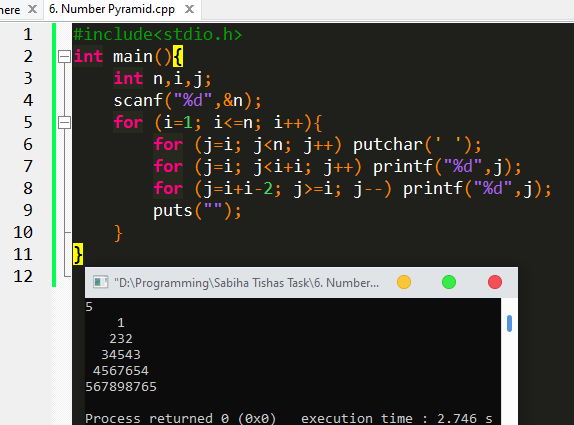 here X 6. Number Pyramid.cpp X
1 #include<stdio.h>
2 int main(){
3 int n,i,j;
4 scanf("%d",&n);
5 for (i=1; i<=n; i++){
6 for (j=i; j<n; j++) putchar(' ');
7 for (j=i; j<i+i; j++) printf("%d",j);
8 for (j=i+i-2; j>=i; j--) printf("%d",j);
9 puts("");
10 }
11 }
12
"D:\Programming\Sabiha Tishas Task\6. Number...
5
    1
   232
  34543
 4567654
567898765
Process returned 0 (0x0)   execution time : 2.746 s